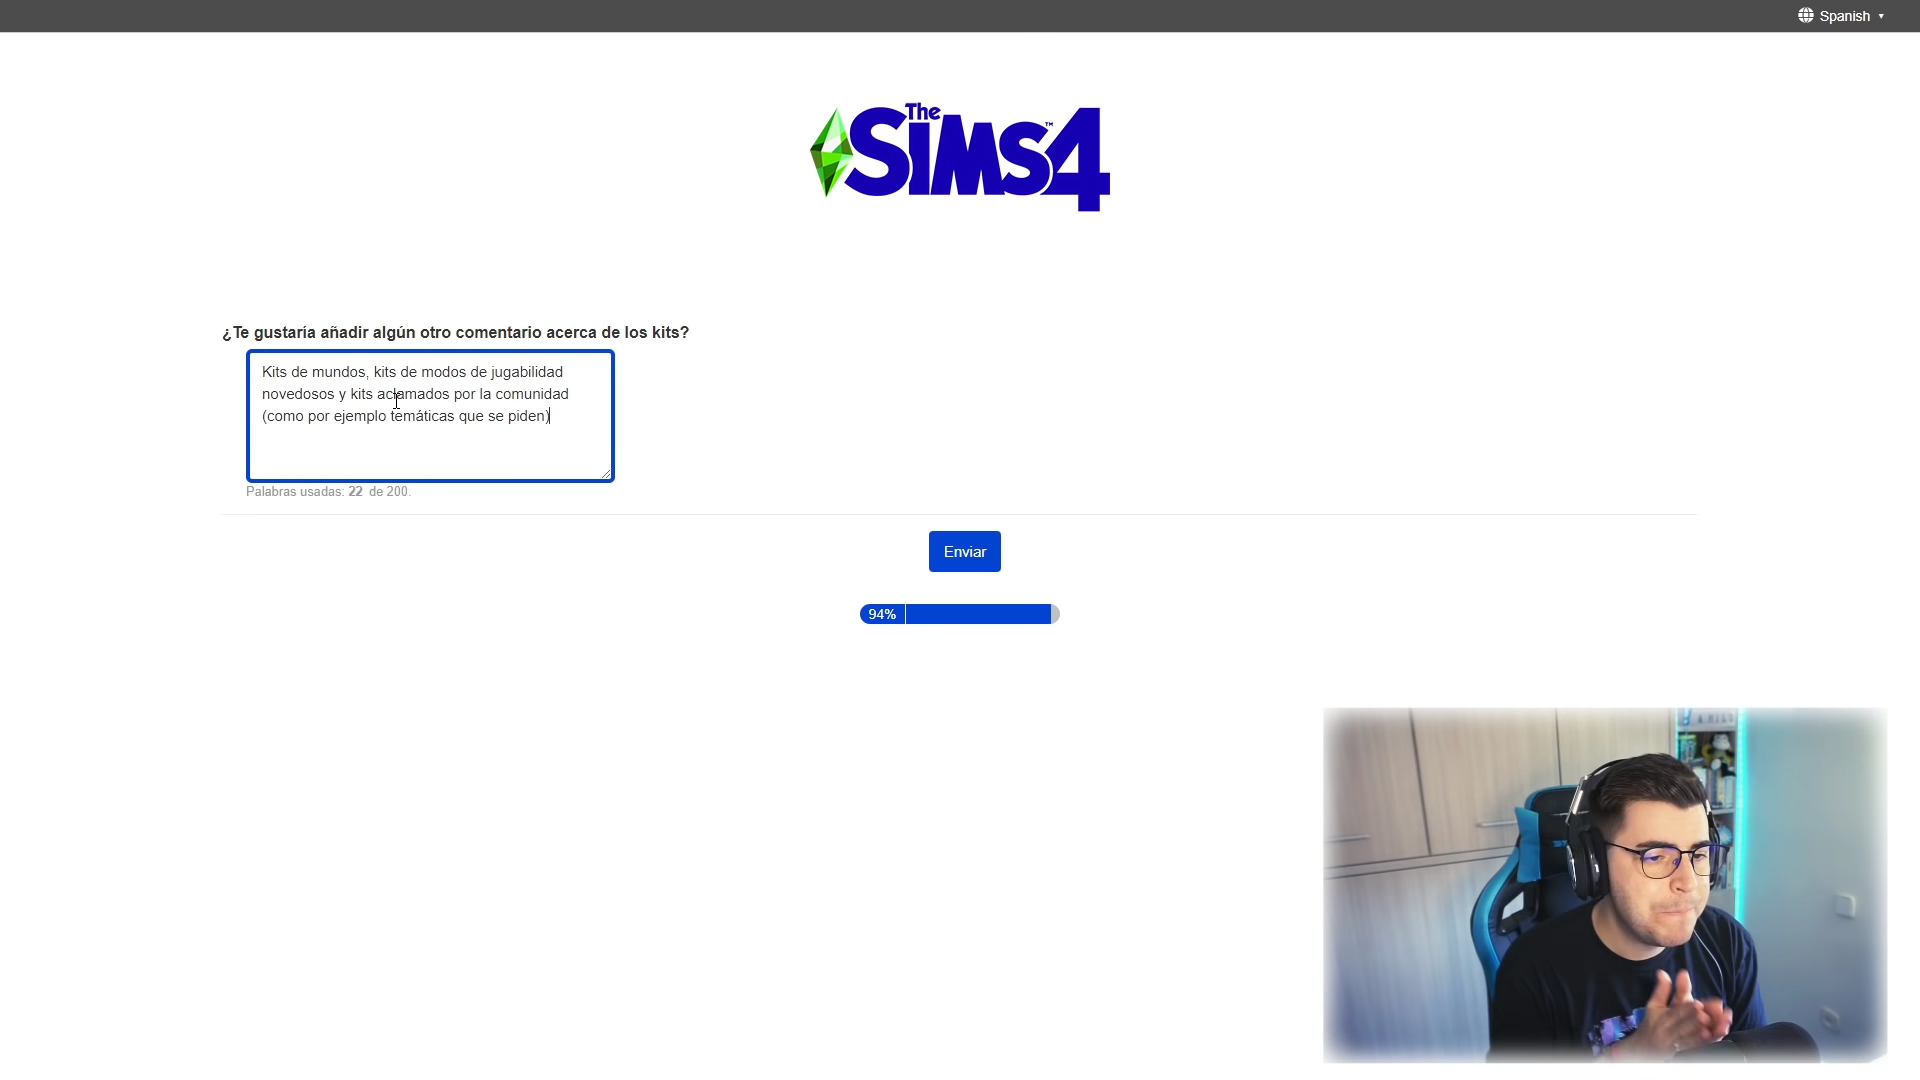 Spanish
The SiMS 4 ™
¿Te gustaría añadir algún otro comentario acerca de los kits?
Kits de mundos, kits de modos de jugabilidad
novedosos y kits aclamados por la comunidad
(como por ejemplo temáticas que se piden)
Palabras usadas: 22 de 200.
Enviar
94%